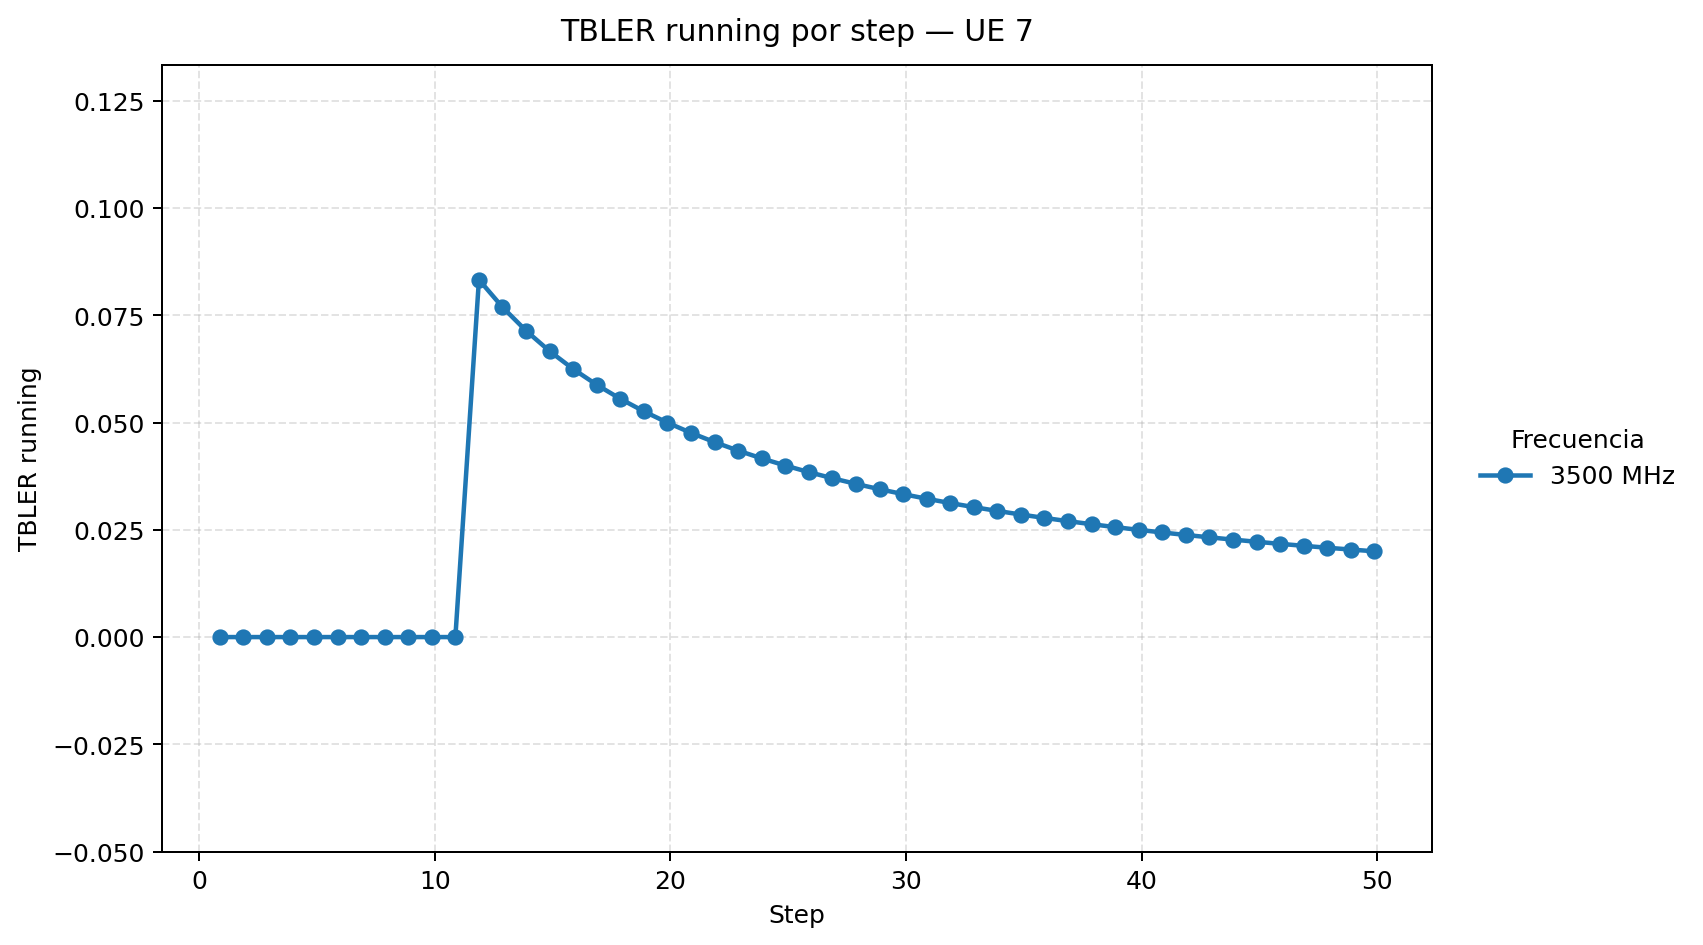 TBLER running por step — UE 7
TBLER running
0.125
0.100
0.075
0.050
0.025
0.000
−0.025
−0.050
0 10 20 30 40 50
Step
Frecuencia
3500 MHz